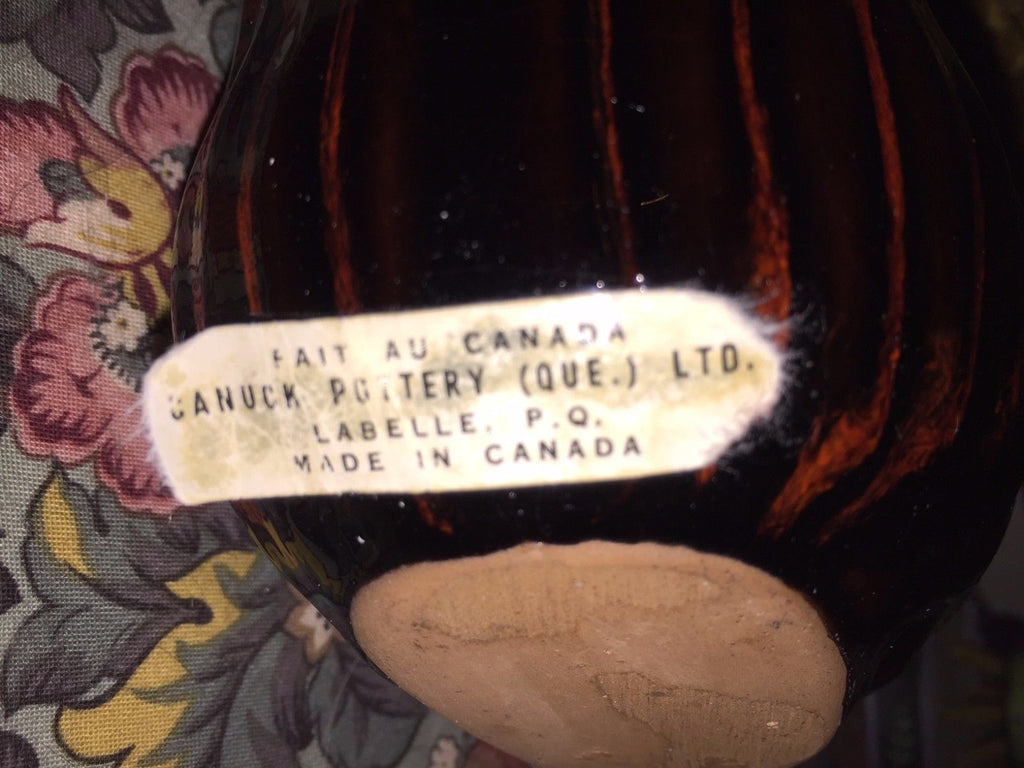 FAIT AU CANADA
CANUCK POTTERY (QUE.) LTD.
LABELLE, P.Q.
MADE IN CANADA